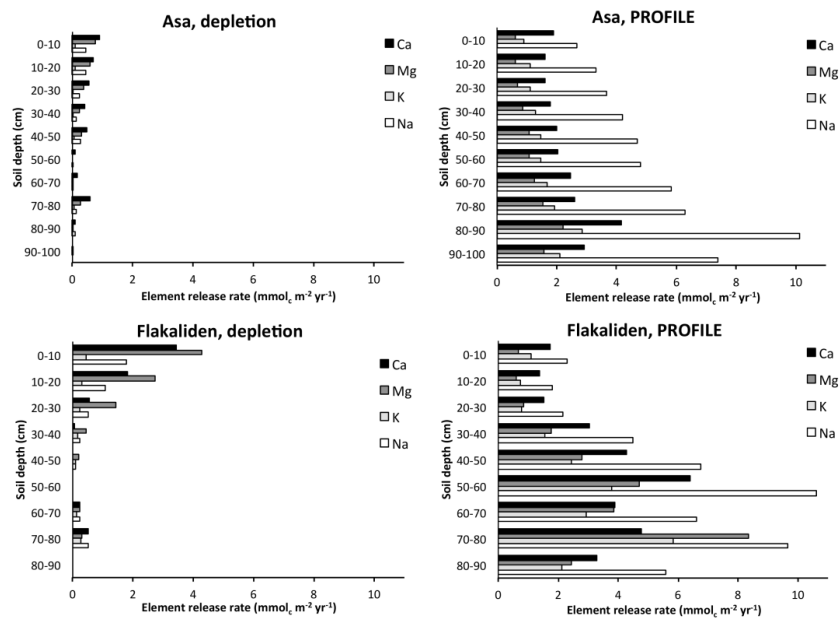 Asa, depletion
0-10
10-20
20-30
30-40
40-50
50-60
60-70
70-80
80-90
90-100
Soil depth (cm)
Ca
Mg
K
Na
0 2 4 6 8 10
Element release rate (mmolc m-2 yr-1)
Asa, PROFILE
0-10
10-20
20-30
30-40
40-50
50-60
60-70
70-80
80-90
90-100
Soil depth (cm)
Ca
Mg
K
Na
0 2 4 6 8 10
Element release rate (mmolc m-2 yr-1)
Flakaliden, depletion
0-10
10-20
20-30
30-40
40-50
50-60
60-70
70-80
80-90
Soil depth (cm)
Ca
Mg
K
Na
0 2 4 6 8 10
Element release rate (mmolc m-2 yr-1)
Flakaliden, PROFILE
0-10
10-20
20-30
30-40
40-50
50-60
60-70
70-80
80-90
Soil depth (cm)
Ca
Mg
K
Na
0 2 4 6 8 10
Element release rate (mmolc m-2 yr-1)